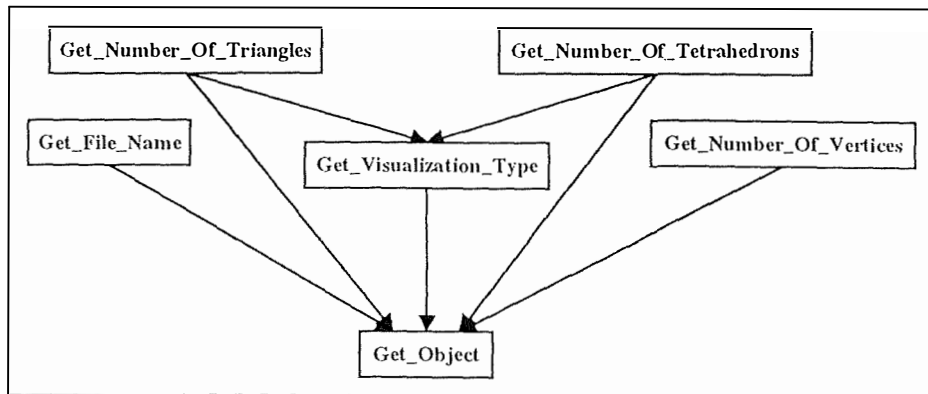 Get_Number_Of_Triangles
Get_Number_Of_Tetrahedrons
Get_File_Name
Get_Visualization_Type
Get_Number_Of_Vertices
Get_Object